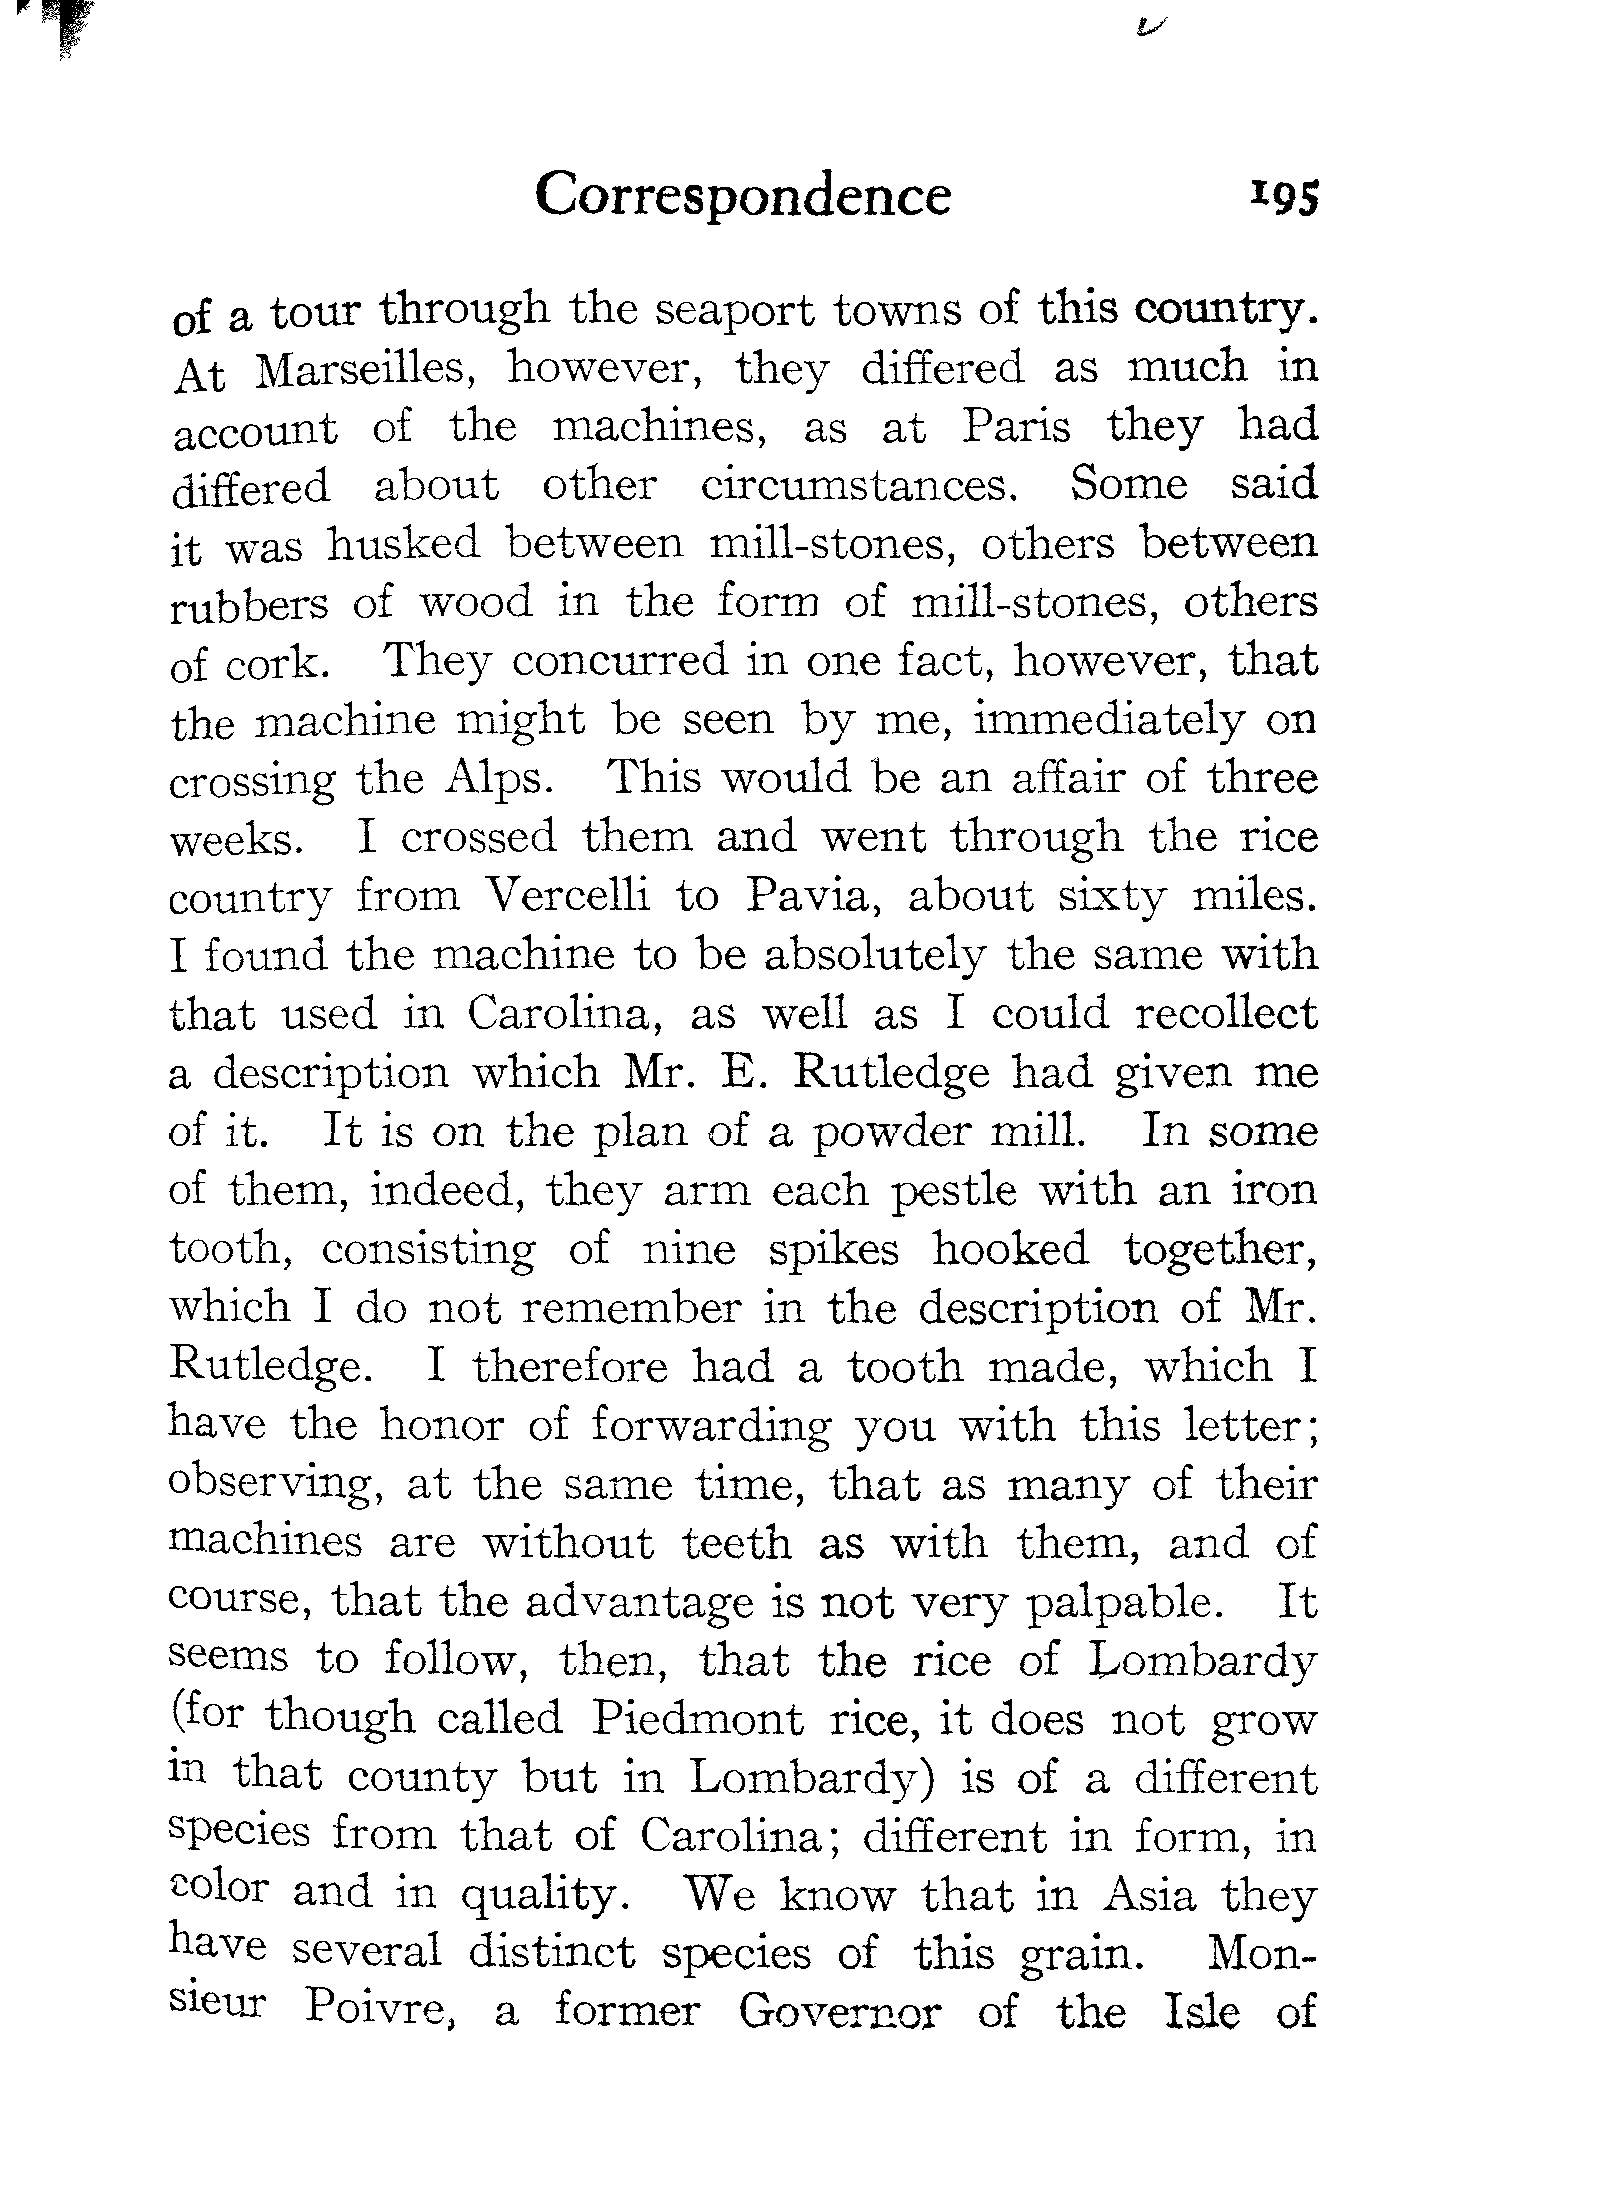 Correspondence 195
of a tour through the seaport towns of this country.
At Marseilles, however, they differed as much in
account of the machines, as at Paris they had
differed about other circumstances. Some said
it was husked between mill-stones, others between
rubbers of wood in the form of mill-stones, others
of cork. They concurred in one fact, however, that
the machine might be seen by me, immediately on
crossing the Alps. This would be an affair of three
weeks. I crossed them and went through the rice
country from Vercelli to Pavia, about sixty miles.
I found the machine to be absolutely the same with
that used in Carolina, as well as I could recollect
a description which Mr. E. Rutledge had given me
of it. It is on the plan of a powder mill. In some
of them, indeed, they arm each pestle with an iron
tooth, consisting of nine spikes hooked together,
which I do not remember in the description of Mr.
Rutledge. I therefore had a tooth made, which I
have the honor of forwarding you with this letter;
observing, at the same time, that as many of their
machines are without teeth as with them, and of
course, that the advantage is not very palpable. It
seems to follow, then, that the rice of Lombardy
(for though called Piedmont rice, it does not grow
in that county but in Lombardy) is of a different
species from that of Carolina; different in form, in
color and in quality. We know that in Asia they
have several distinct species of this grain. Mon-
sieur Poivre, a former Governor of the Isle of